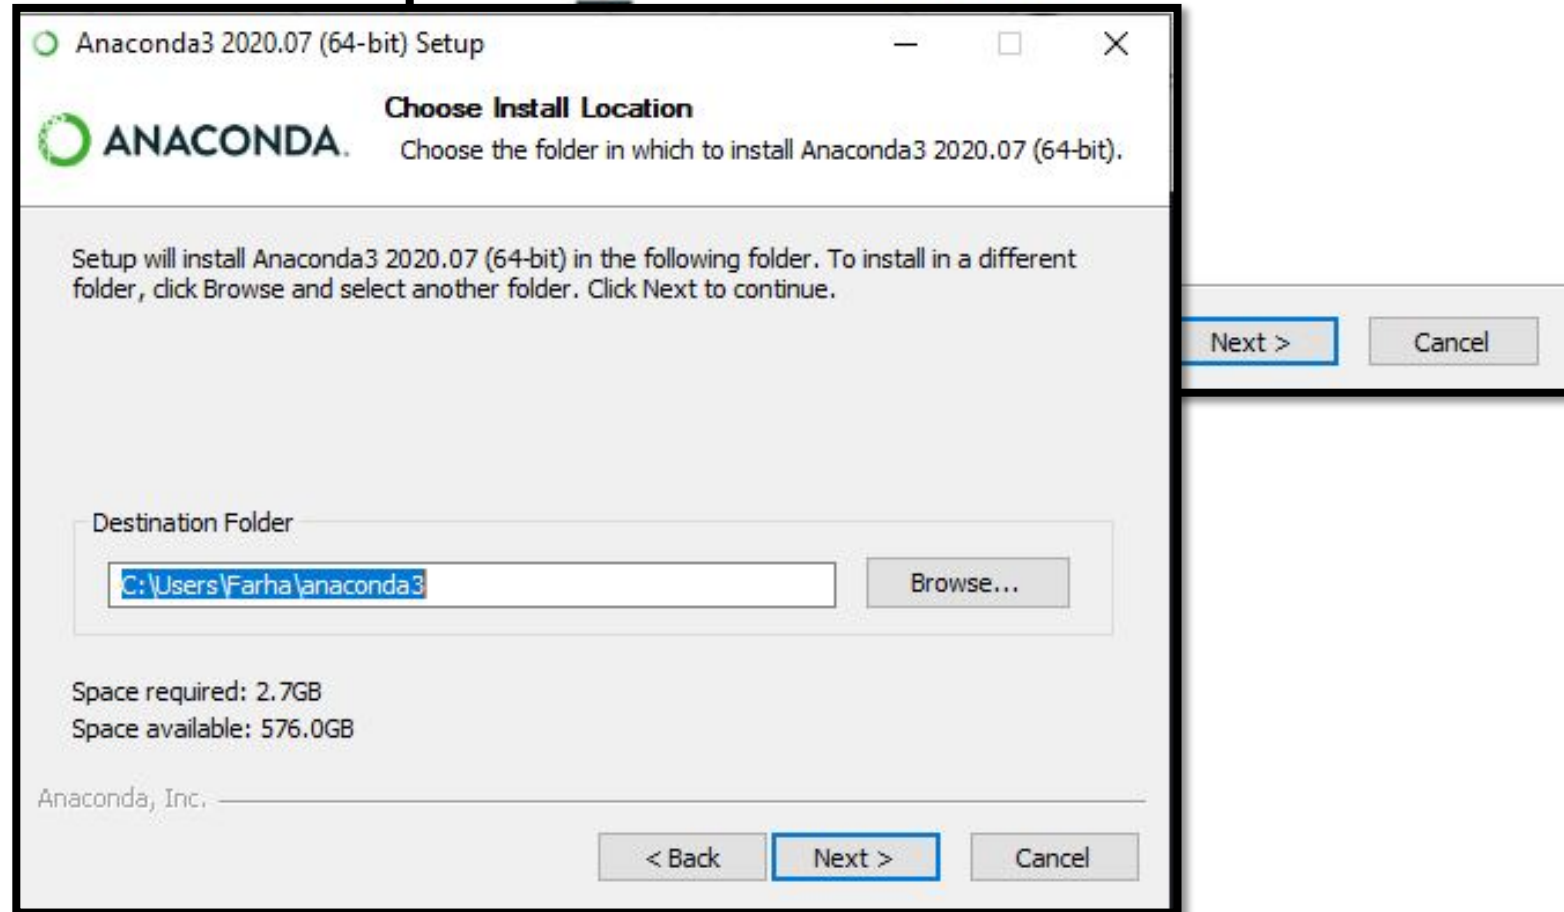 Anaconda3 2020.07 (64-bit) Setup
ANACONDA.
Choose Install Location
Choose the folder in which to install Anaconda3 2020.07 (64-bit).
Setup will install Anaconda3 2020.07 (64-bit) in the following folder. To install in a different
folder, click Browse and select another folder. Click Next to continue.
Next >
Cancel
Destination Folder
C:\Users\Farha\anaconda3
Browse...
Space required: 2.7GB
Space available: 576.0GB
Anaconda, Inc.
< Back
Next >
Cancel